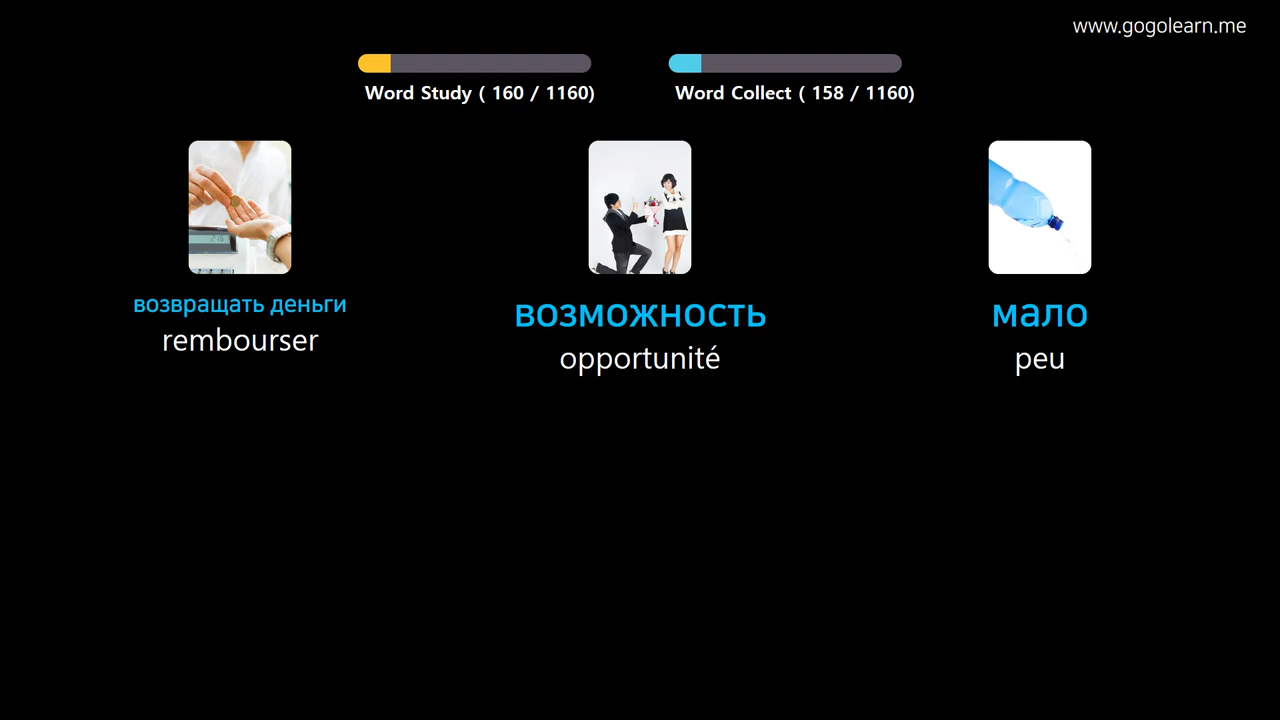 www.gogolearn.me
Word Study ( 160 / 1160)
Word Collect ( 158 / 1160)
возвращать деньги
rembourser
возможность
opportunité
мало
peu